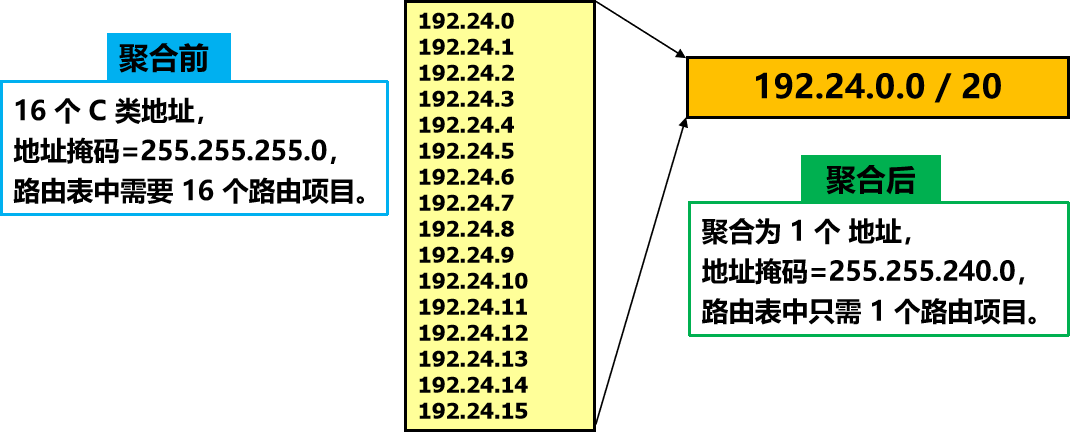 聚合前
16 个 C 类地址，
地址掩码=255.255.255.0，
路由表中需要 16 个路由项目。
192.24.0
192.24.1
192.24.2
192.24.3
192.24.4
192.24.5
192.24.6
192.24.7
192.24.8
192.24.9
192.24.10
192.24.11
192.24.12
192.24.13
192.24.14
192.24.15
192.24.0.0 / 20
聚合后
聚合为 1 个 地址，
地址掩码=255.255.240.0，
路由表中只需 1 个路由项目。